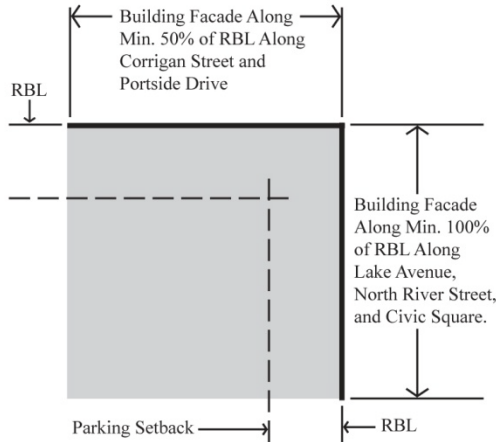 Building Facade Along
Min. 50% of RBL Along
Corrigan Street and
Portside Drive
RBL
Building Facade
Along Min. 100%
of RBL Along
Lake Avenue,
North River Street,
and Civic Square.
Parking Setback
RBL